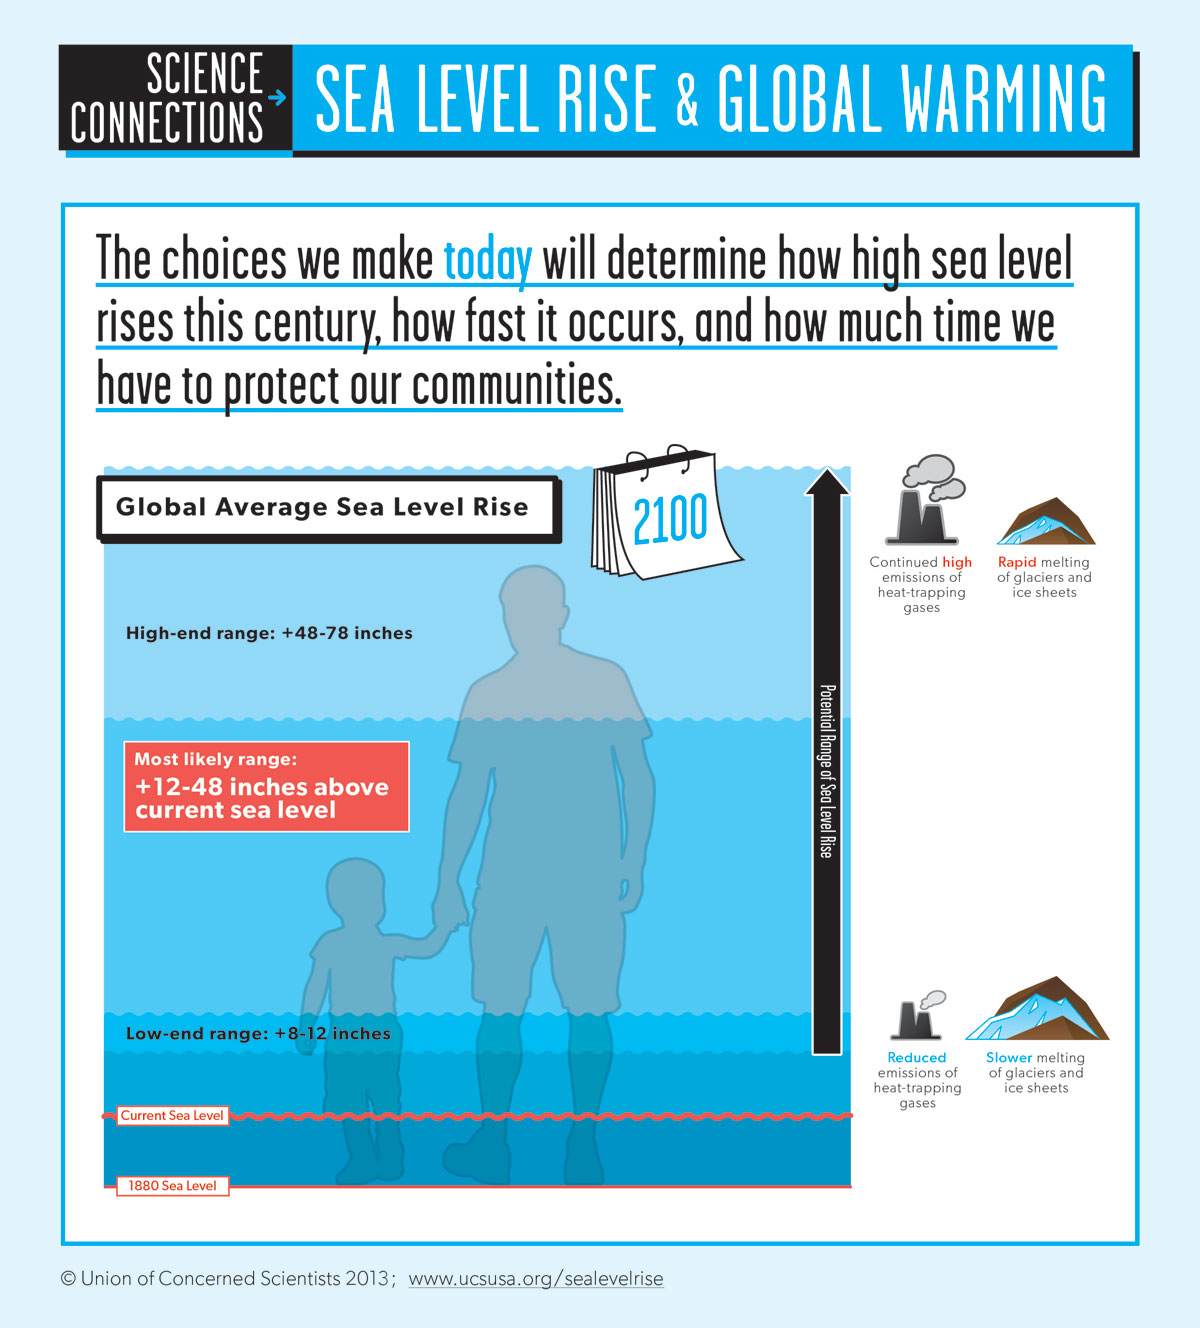 SCIENCE
CONNECTIONS
SEA LEVEL RISE & GLOBAL WARMING
The choices we make today will determine how high sea level
rises this century, how fast it occurs, and how much time we
have to protect our communities.
Global Average Sea Level Rise
2100
Continued high
emissions of
heat-trapping
gases
Rapid melting
of glaciers and
ice sheets
High-end range: +48-78 inches
Potential Range of Sea Level Rise
Most likely range:
+12-48 inches above
current sea level
Low-end range: +8-12 inches
Reduced
emissions of
heat-trapping
gases
Slower melting
of glaciers and
ice sheets
Current Sea Level
1880 Sea Level
© Union of Concerned Scientists 2013; www.ucsusa.org/sealevelrise